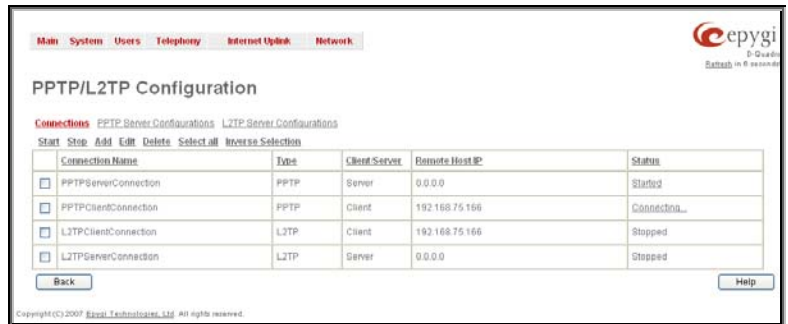 Main System Users Telephony Internet Uplink Network
epygi
D-Quadro
Refresh in 6 seconds
PPTP/L2TP Configuration
Connections PPTP Server Configurations L2TP Server Configurations
Start Stop Add Edit Delete Select all Inverse Selection
Connection Name Type Client/Server Remote Host IP Status
PPTPServerConnection PPTP Server 0.0.0.0 Started
PPTPClientConnection PPTP Client 192.168.75.166 Connecting...
L2TPClientConnection L2TP Client 192.168.75.166 Stopped
L2TPServerConnection L2TP Server 0.0.0.0 Stopped
Back Help
Copyright (C) 2007 Epygi Technologies, Ltd. All rights reserved.